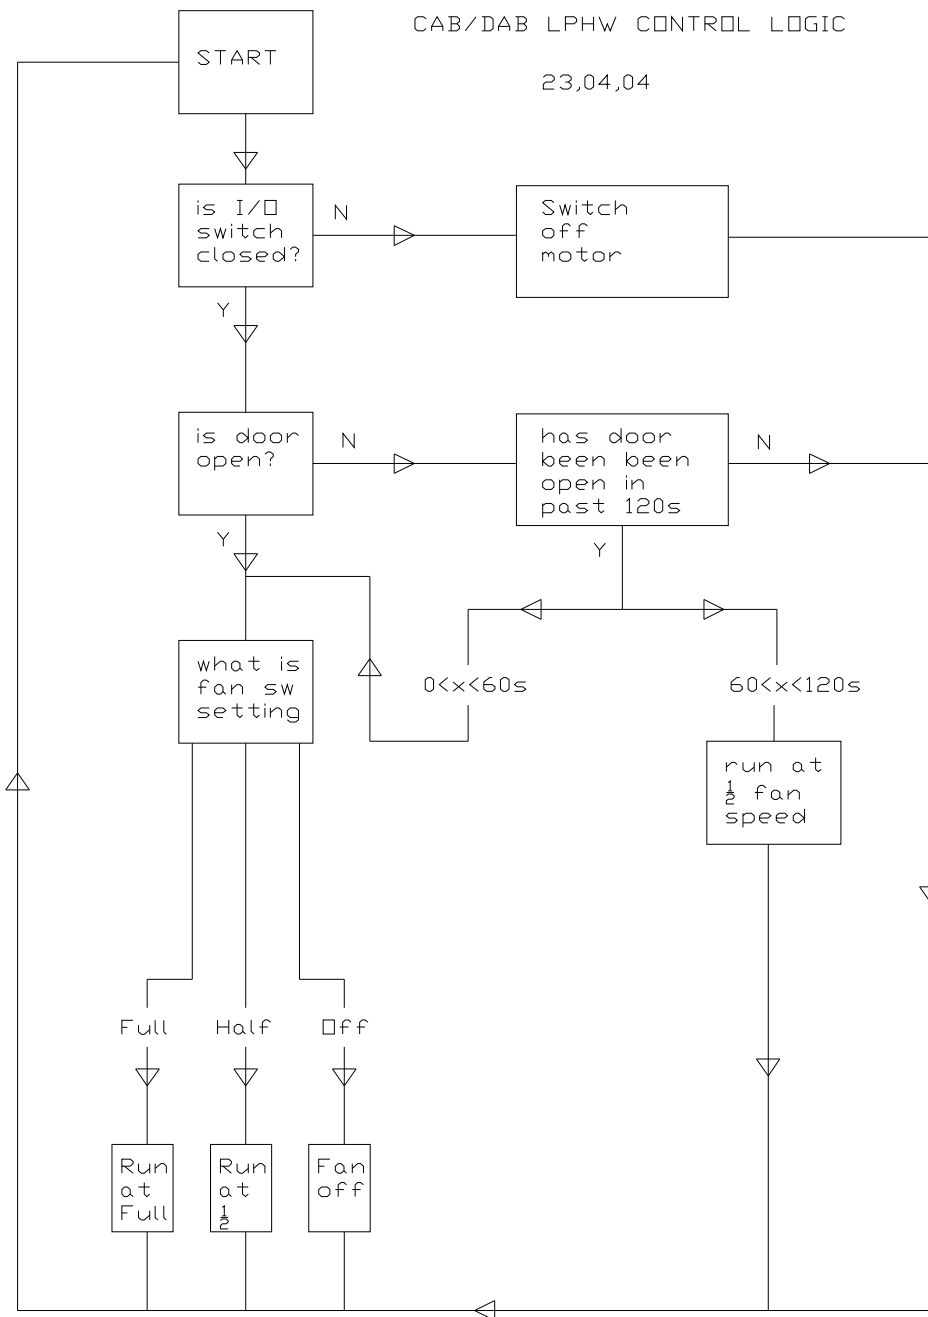 CAB/DAB LPHW CONTROL LOGIC
START
23,04,04
is I/O
switch
closed?
N
Switch
off
motor
Y
is door
open?
N
has door
been been
open in
past 120s
N
Y
Y
what is
fan sw
setting
0<x<60s
60<x<120s
run at
1/2 fan
speed
Full
Half
Off
Run
at
Full
Run
at
1/2
Fan
off